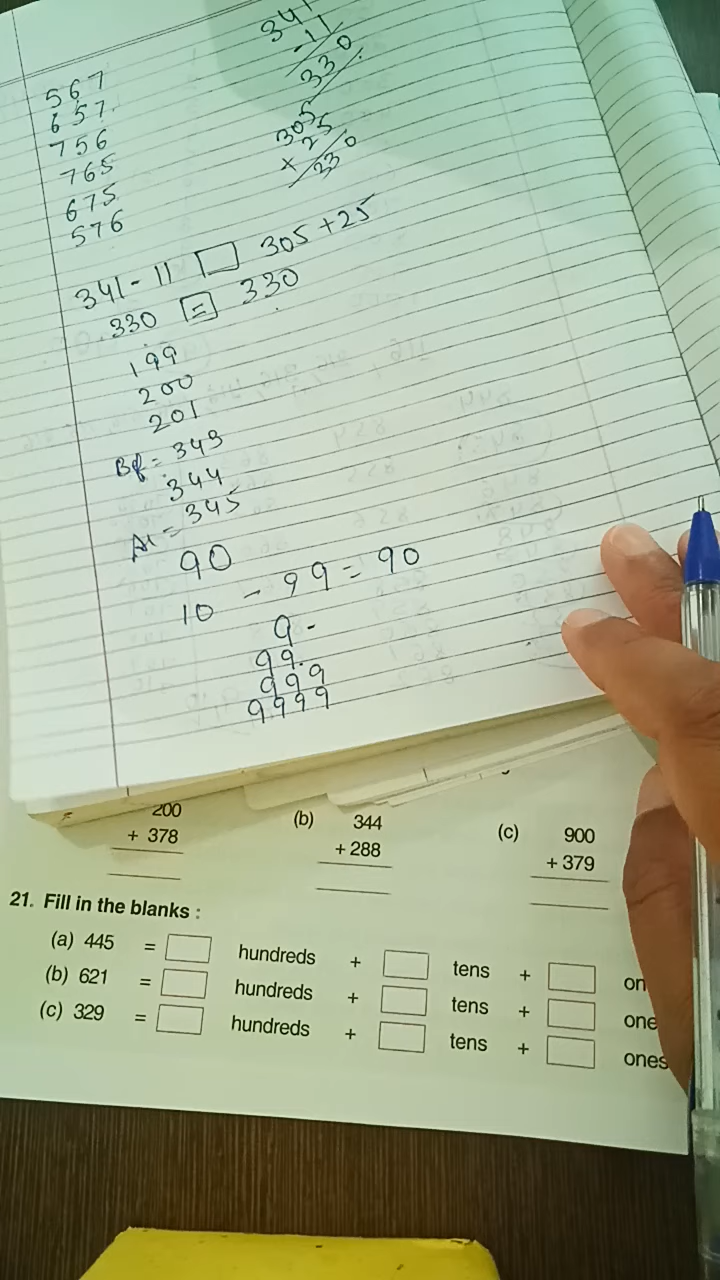 567
657
756
765
675
576
341
-11
330
305
× 25
330
341 - 11 □ 305 + 25
330 = 330
199
200
201
Bf = 343
344
Af = 345
90
10 - 99 = 90
9 -
99
999
9999
200
+ 378
(b) 344
+ 288
(c) 900
+ 379
21. Fill in the blanks :
(a) 445 = □ hundreds + □ tens + □ on
(b) 621 = □ hundreds + □ tens + □ one
(c) 329 = □ hundreds + □ tens + □ ones